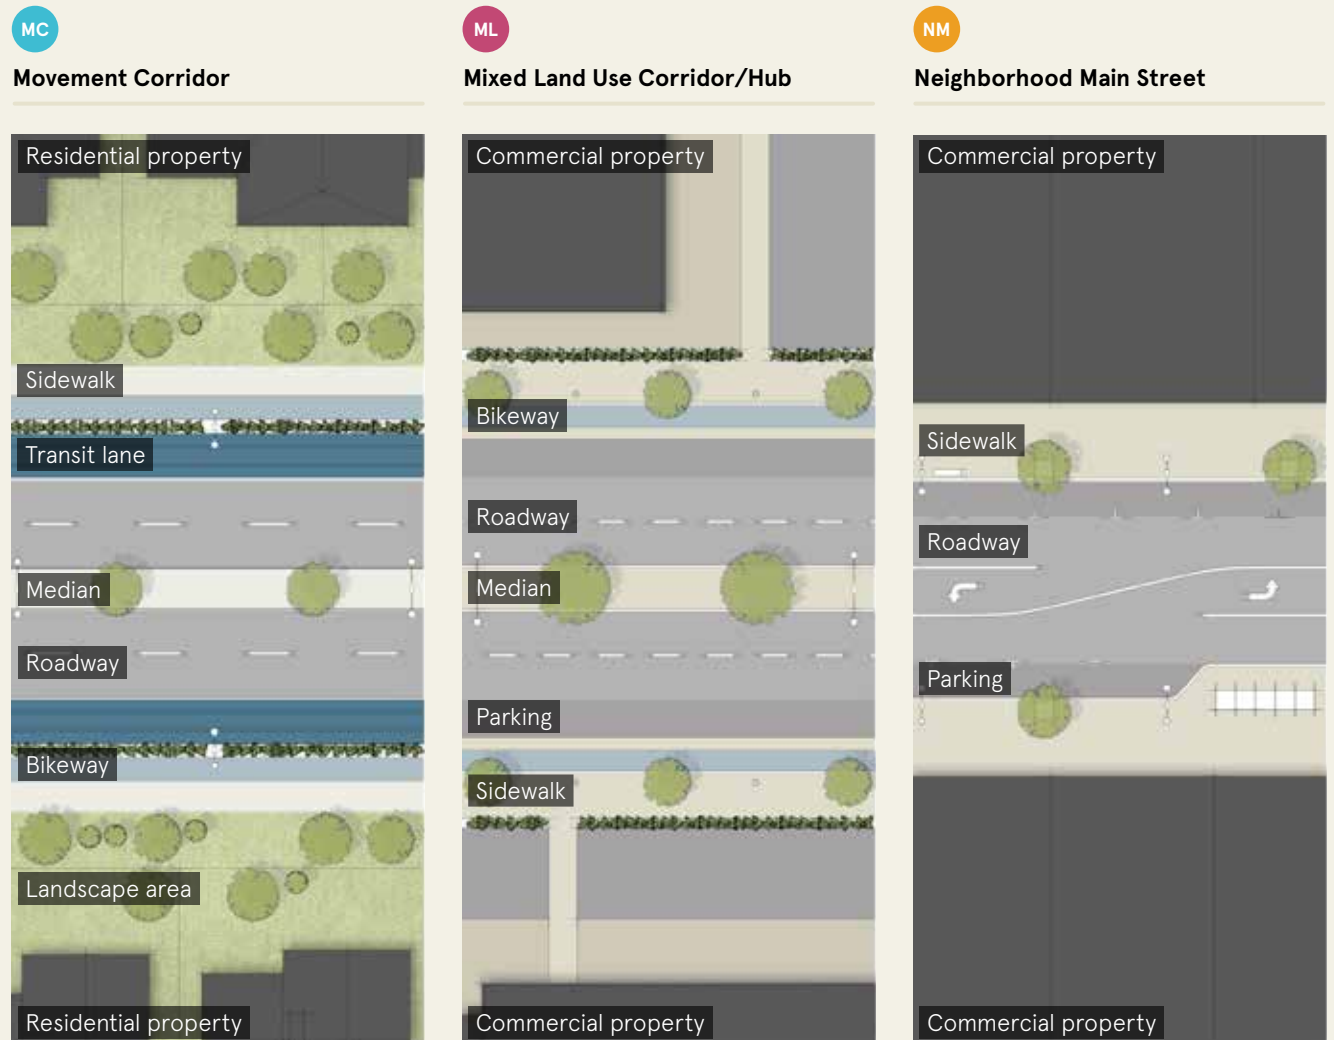 MC
Movement Corridor
Residential property
Sidewalk
Transit lane
Median
Roadway
Bikeway
Landscape area
Residential property
ML
Mixed Land Use Corridor/Hub
Commercial property
Bikeway
Roadway
Median
Parking
Sidewalk
Commercial property
NM
Neighborhood Main Street
Commercial property
Sidewalk
Roadway
Parking
Commercial property